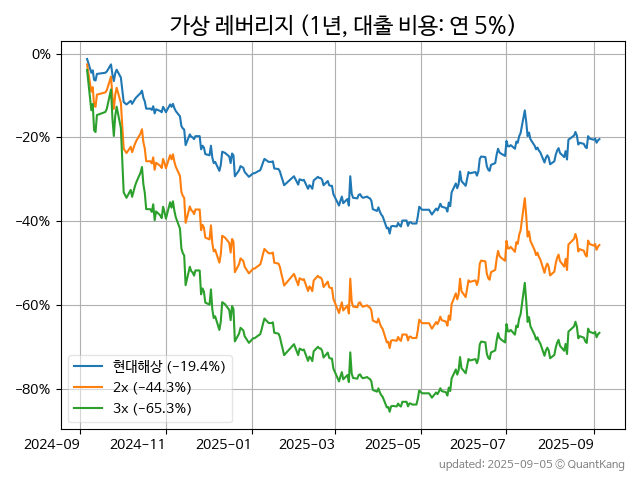 가상 레버리지 (1년, 대출 비용: 연 5%)
0%
−20%
−40%
−60%
−80%
현대해상 (−19.4%)
2x (−44.3%)
3x (−65.3%)
2024−09 2024−11 2025−01 2025−03 2025−05 2025−07 2025−09
updated: 2025-09-05 © QuantKang